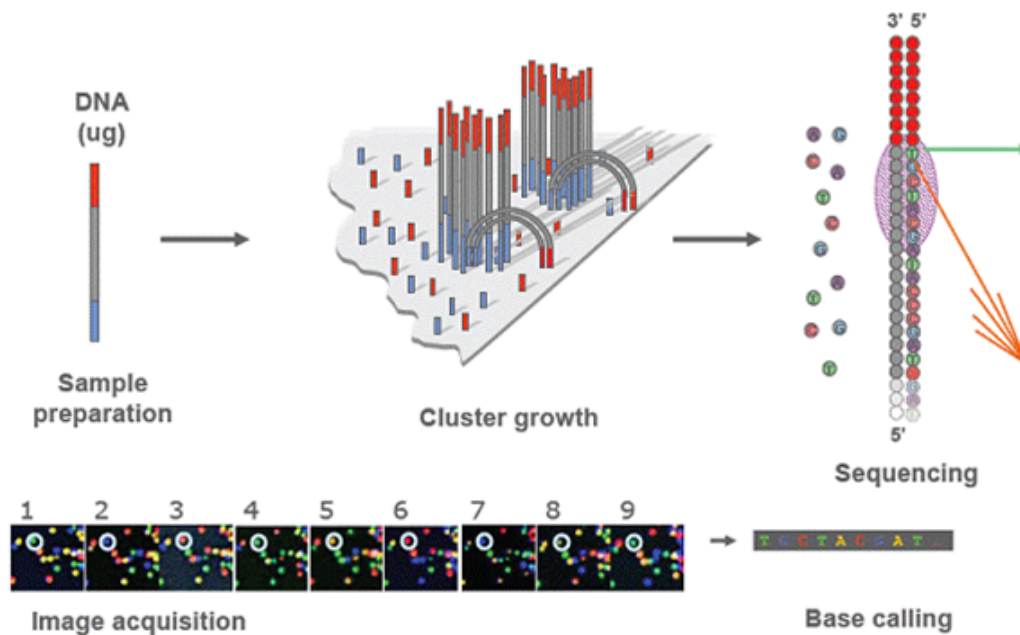 3' 5'
DNA
(ug)
Sample
preparation
Cluster growth
5'
Sequencing
1 2 3 4 5 6 7 8 9
T G C T A C G A T ...
Image acquisition
Base calling